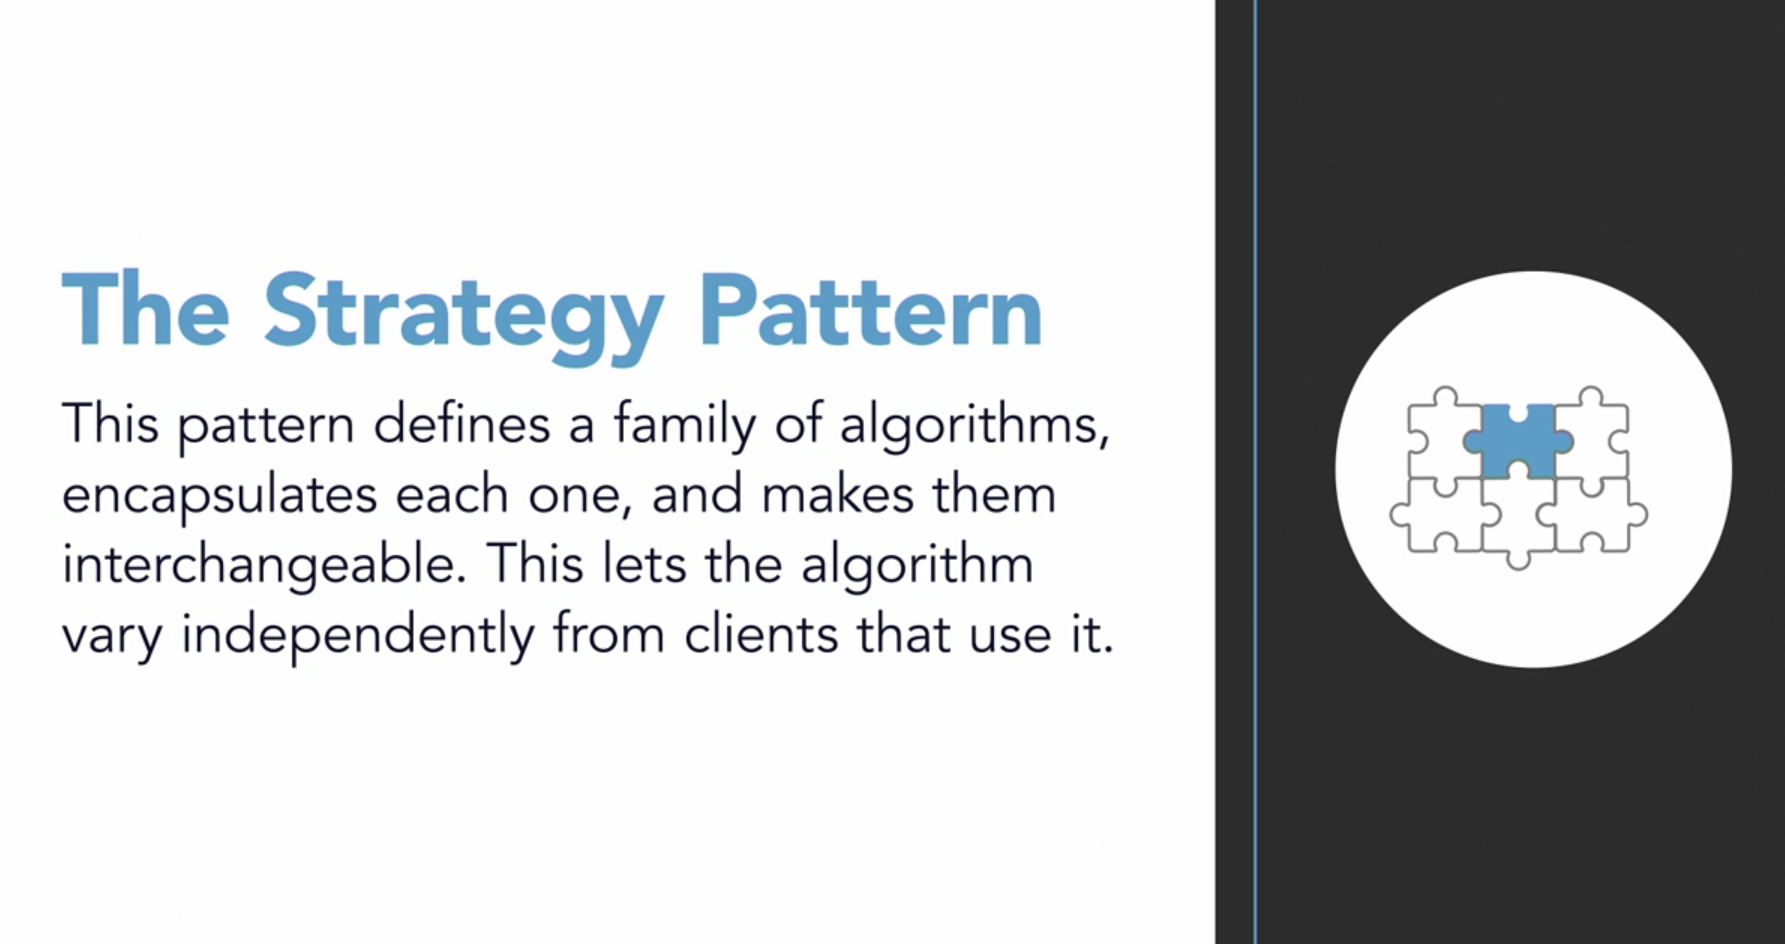 The Strategy Pattern
This pattern defines a family of algorithms,
encapsulates each one, and makes them
interchangeable. This lets the algorithm
vary independently from clients that use it.